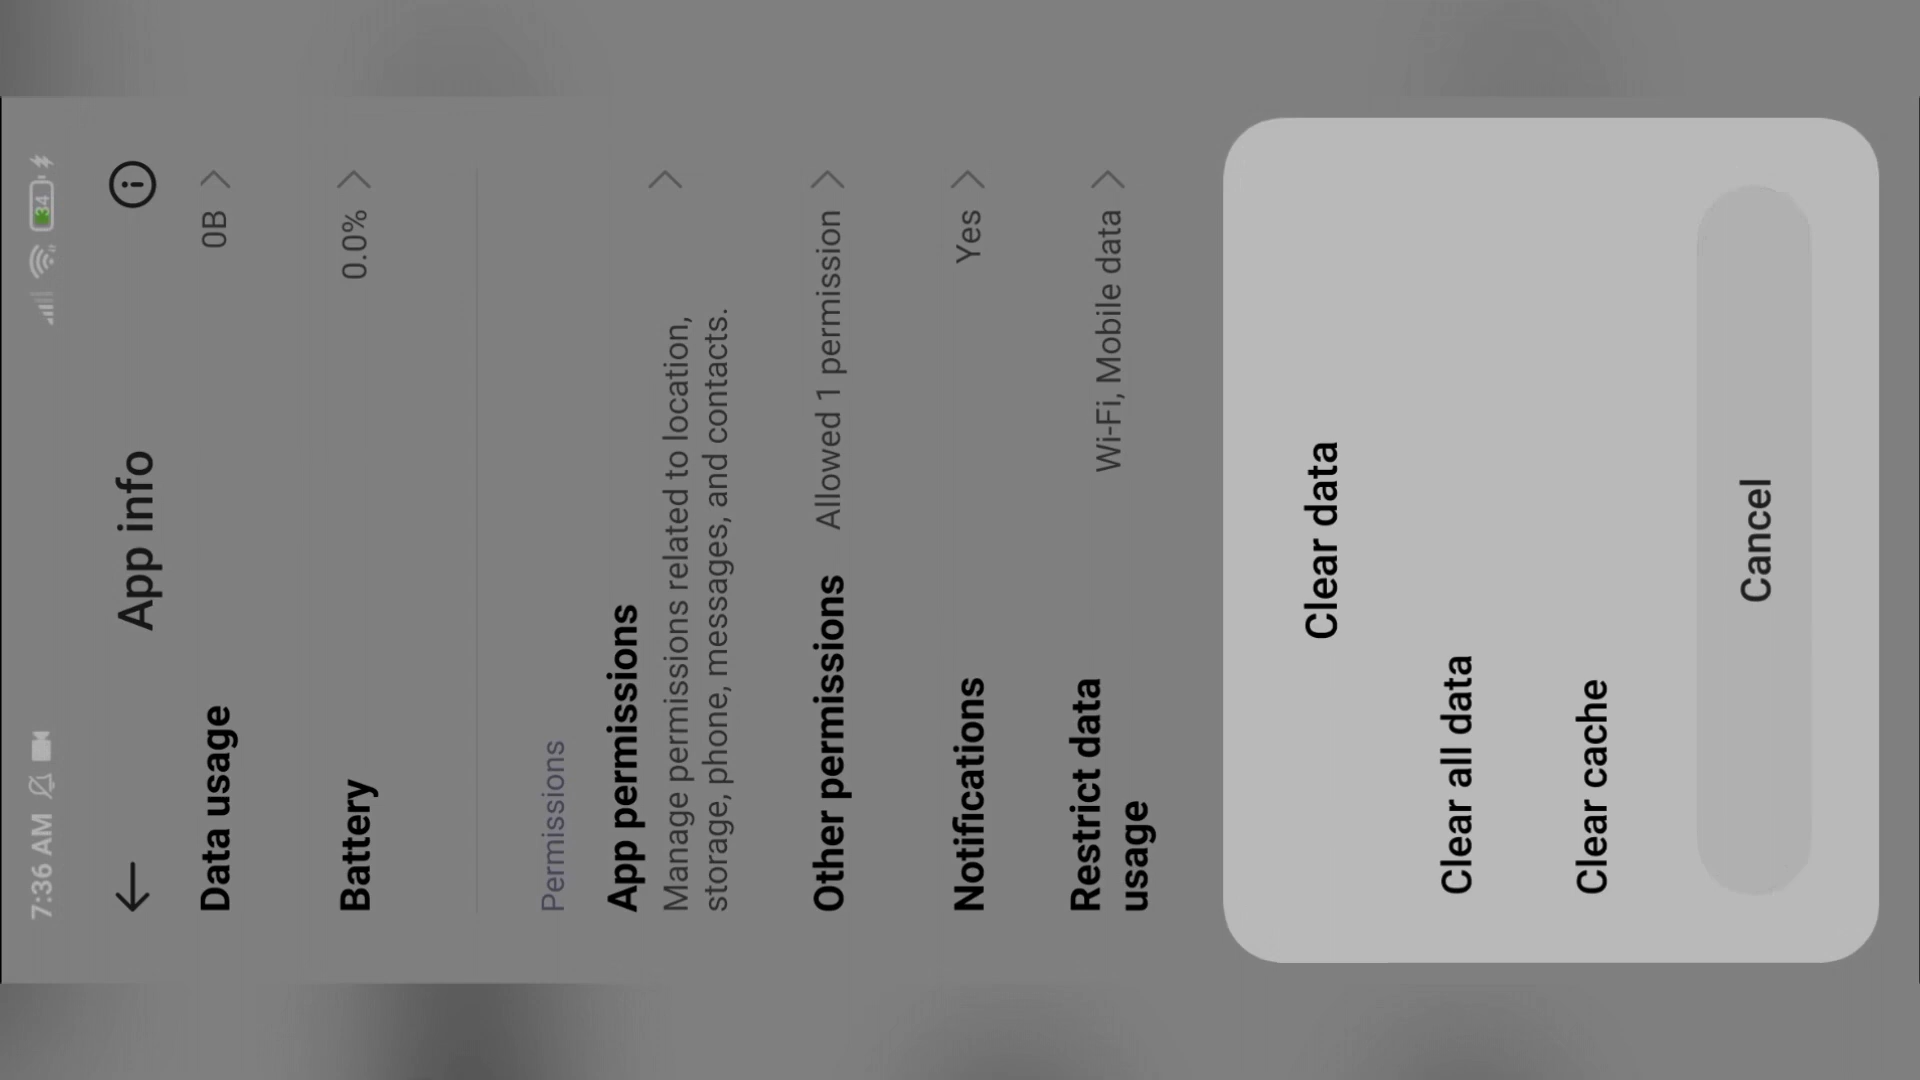 7:36 AM
34
App info
Data usage 0B
Battery 0.0%
Permissions
App permissions
Manage permissions related to location,
storage, phone, messages, and contacts.
Other permissions Allowed 1 permission
Notifications Yes
Restrict data
usage
Wi-Fi, Mobile data
Clear data
Clear all data
Clear cache
Cancel